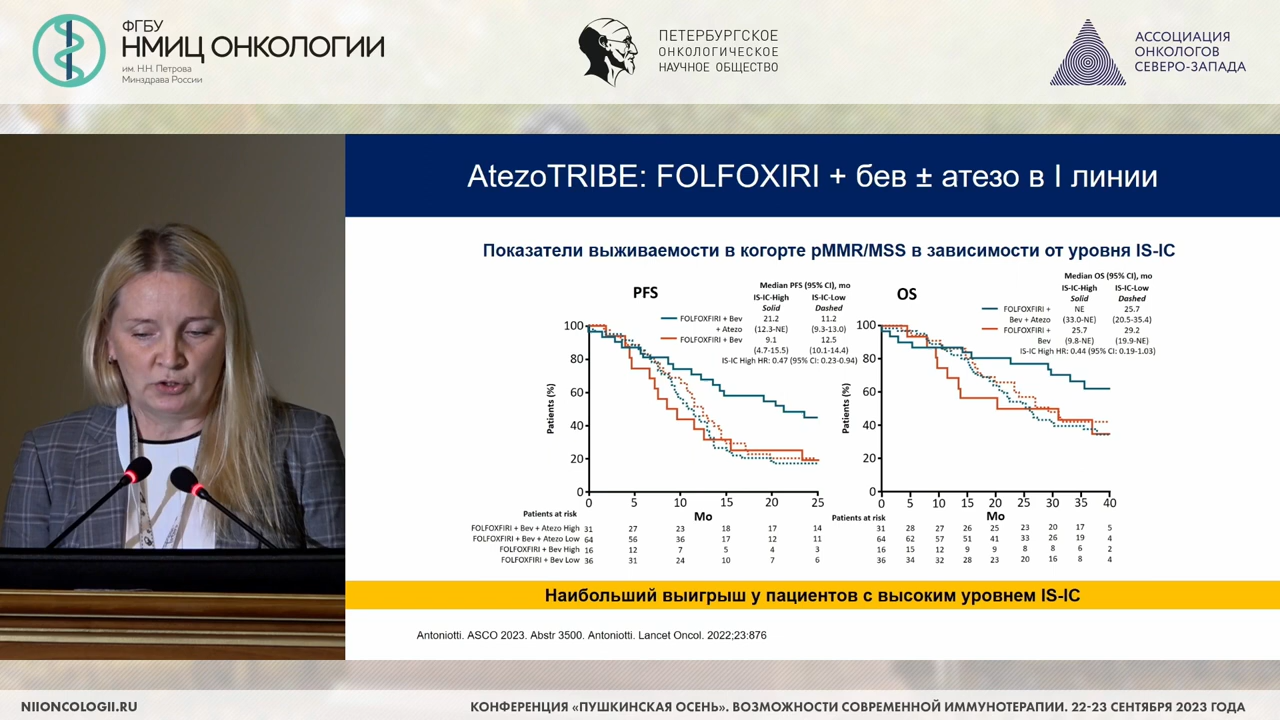 ФГБУ
НМИЦ ОНКОЛОГИИ
им. Н.Н. Петрова
Минздрава России
ПЕТЕРБУРГСКОЕ
ОНКОЛОГИЧЕСКОЕ
НАУЧНОЕ ОБЩЕСТВО
АССОЦИАЦИЯ
ОНКОЛОГОВ
СЕВЕРО-ЗАПАДА
AtezoTRIBE: FOLFOXIRI + бев ± атезо в I линии
Показатели выживаемости в когорте pMMR/MSS в зависимости от уровня IS-IC
PFS
Median PFS (95% CI), mo
IS-IC-High IS-IC-Low
Solid Dashed
FOLFOXFIRI + Bev 21.2 11.2
+ Atezo (12.3-NE) (9.3-13.0)
FOLFOXFIRI + Bev 9.1 12.5
(4.7-15.5) (10.1-14.4)
IS-IC High HR: 0.47 (95% CI: 0.23-0.94)
100
80
60
40
20
0
Patients (%)
0 5 10 15 20 25
Mo
Patients at risk
FOLFOXFIRI + Bev + Atezo High 31 27 23 18 17 14
FOLFOXFIRI + Bev + Atezo Low 64 56 36 17 12 11
FOLFOXFIRI + Bev High 16 12 7 5 4 3
FOLFOXFIRI + Bev Low 36 31 24 10 7 6
OS
Median OS (95% CI), mo
IS-IC-High IS-IC-Low
Solid Dashed
FOLFOXFIRI + NE 25.7
Bev + Atezo (33.0-NE) (20.5-35.4)
FOLFOXFIRI + 25.7 29.2
Bev (9.8-NE) (19.9-NE)
IS-IC High HR: 0.44 (95% CI: 0.19-1.03)
100
80
60
40
20
0
Patients (%)
0 5 10 15 20 25 30 35 40
Mo
Patients at risk
31 28 27 26 25 23 20 17 5
64 62 57 51 41 33 26 19 4
16 15 12 9 9 8 8 6 2
36 34 32 28 23 20 16 8 4
Наибольший выигрыш у пациентов с высоким уровнем IS-IC
Antoniotti. ASCO 2023. Abstr 3500. Antoniotti. Lancet Oncol. 2022;23:876
NIIONCOLOGII.RU
КОНФЕРЕНЦИЯ «ПУШКИНСКАЯ ОСЕНЬ». ВОЗМОЖНОСТИ СОВРЕМЕННОЙ ИММУНОТЕРАПИИ. 22-23 СЕНТЯБРЯ 2023 ГОДА